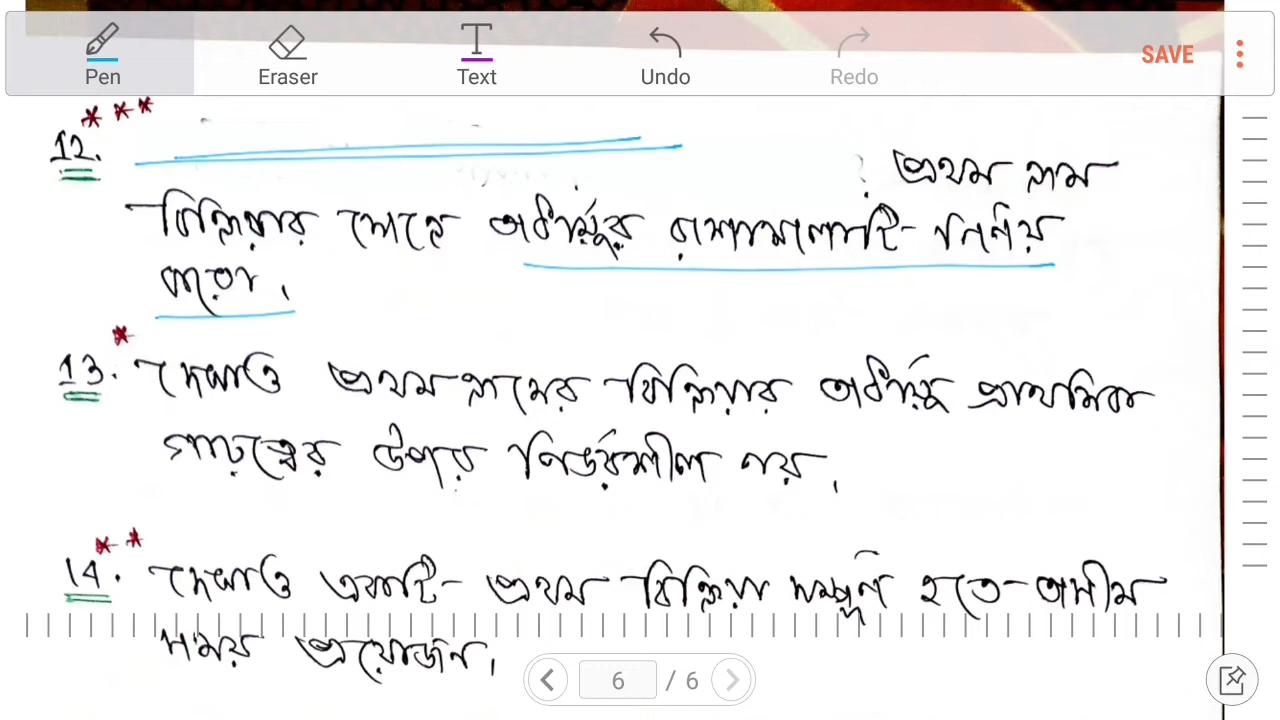 Pen Eraser Text Undo Redo SAVE
***
12. প্রথম ক্রম
বিক্রিয়ার ক্ষেত্রে অর্ধায়ুর রাশিমালাটি নির্ণয়
করো।
*
13. দেখাও প্রথম ক্রমের বিক্রিয়ার অর্ধায়ু প্রাথমিক
গাঢ়ত্বের উপর নির্ভরশীল নয়।
**
14. দেখাও একটি প্রথম বিক্রিয়া সম্পূর্ণ হতে অসীম
সময় প্রয়োজন।
6 / 6